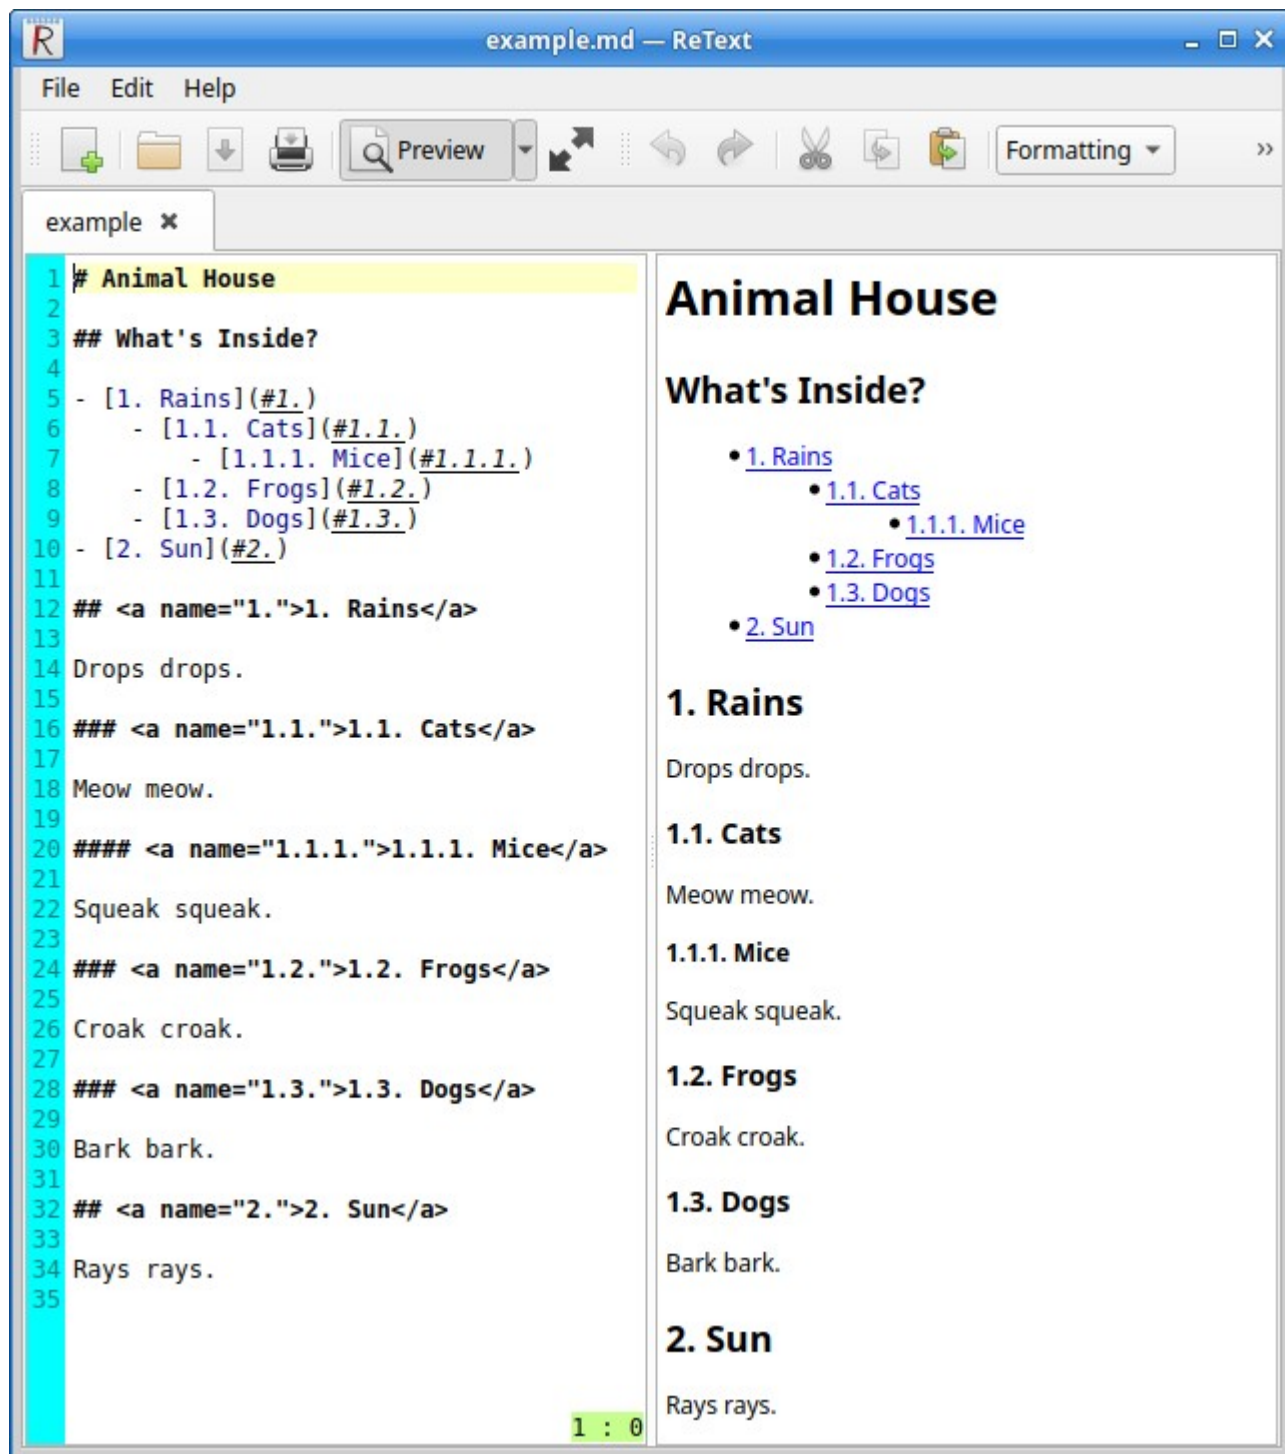 example.md — ReText
File Edit Help
Preview Formatting »
example
1 # Animal House
2
3 ## What's Inside?
4
5 - [1. Rains](#1.)
6     - [1.1. Cats](#1.1.)
7         - [1.1.1. Mice](#1.1.1.)
8     - [1.2. Frogs](#1.2.)
9     - [1.3. Dogs](#1.3.)
10 - [2. Sun](#2.)
11
12 ## <a name="1.">1. Rains</a>
13
14 Drops drops.
15
16 ### <a name="1.1.">1.1. Cats</a>
17
18 Meow meow.
19
20 #### <a name="1.1.1.">1.1.1. Mice</a>
21
22 Squeak squeak.
23
24 ### <a name="1.2.">1.2. Frogs</a>
25
26 Croak croak.
27
28 ### <a name="1.3.">1.3. Dogs</a>
29
30 Bark bark.
31
32 ## <a name="2.">2. Sun</a>
33
34 Rays rays.
35
1 : 0
Animal House
What's Inside?
• 1. Rains
• 1.1. Cats
• 1.1.1. Mice
• 1.2. Frogs
• 1.3. Dogs
• 2. Sun
1. Rains
Drops drops.
1.1. Cats
Meow meow.
1.1.1. Mice
Squeak squeak.
1.2. Frogs
Croak croak.
1.3. Dogs
Bark bark.
2. Sun
Rays rays.